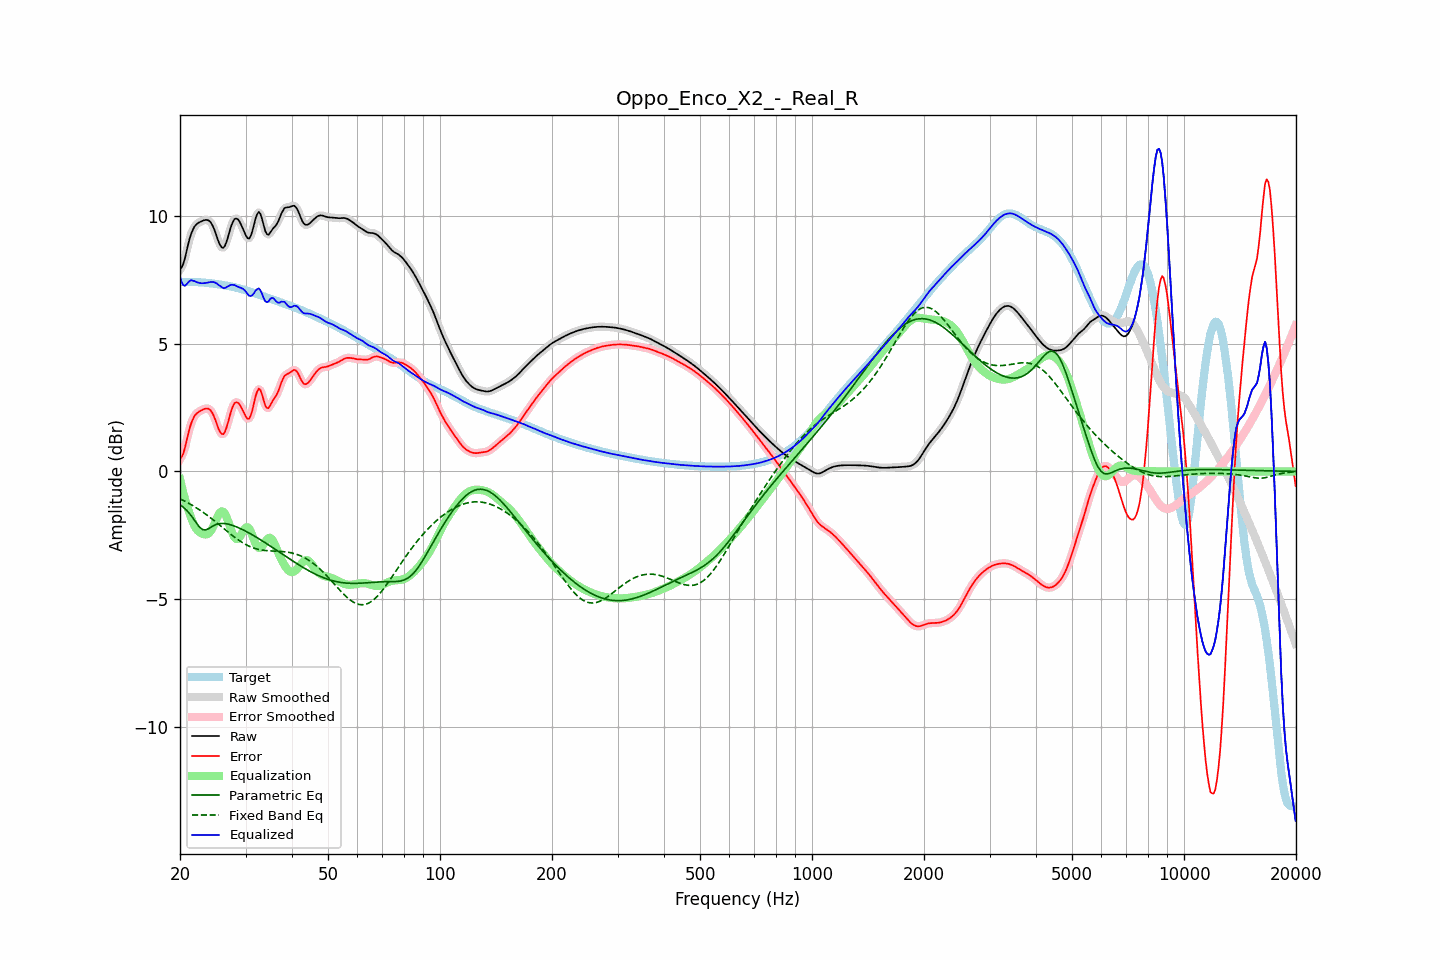 Oppo_Enco_X2_-_Real_R
Amplitude (dBr)
10
5
0
−5
−10
Target
Raw Smoothed
Error Smoothed
Raw
Error
Equalization
Parametric Eq
Fixed Band Eq
Equalized
20 50 100 200 500 1000 2000 5000 10000 20000
Frequency (Hz)